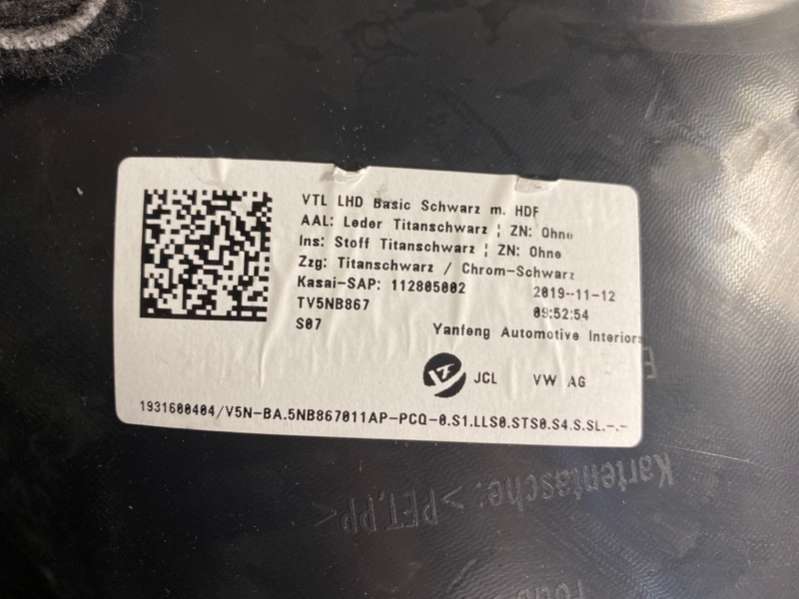 VTL LHD Basic Schwarz m. HDF
AAL: Leder Titanschwarz ¦ ZN: Ohne
Ins: Stoff Titanschwarz ¦ ZN: Ohne
Zzg: Titanschwarz / Chrom-Schwarz
Kasai-SAP: 112805002 2019-11-12
TV5NB867 09:52:54
S07 Yanfeng Automotive Interiors
JCL VW AG
1931600404/V5N-BA.5NB867011AP-PCQ-0.S1.LLS0.STS0.S4.S.SL.-.-
Kartentasche: >PET,PP<